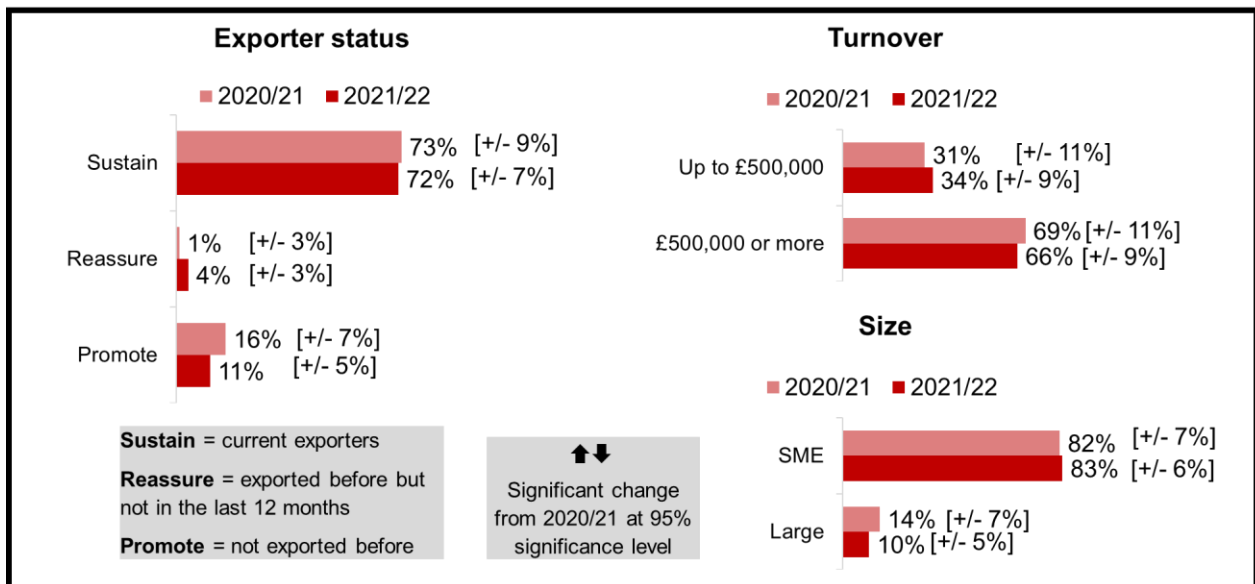 Exporter status
2020/21 2021/22
Sustain
73% [+/- 9%]
72% [+/- 7%]
Reassure
1% [+/- 3%]
4% [+/- 3%]
Promote
16% [+/- 7%]
11% [+/- 5%]
Sustain = current exporters
Reassure = exported before but
not in the last 12 months
Promote = not exported before
Significant change
from 2020/21 at 95%
significance level
Turnover
2020/21 2021/22
Up to £500,000
31% [+/- 11%]
34% [+/- 9%]
£500,000 or more
69% [+/- 11%]
66% [+/- 9%]
Size
2020/21 2021/22
SME
82% [+/- 7%]
83% [+/- 6%]
Large
14% [+/- 7%]
10% [+/- 5%]